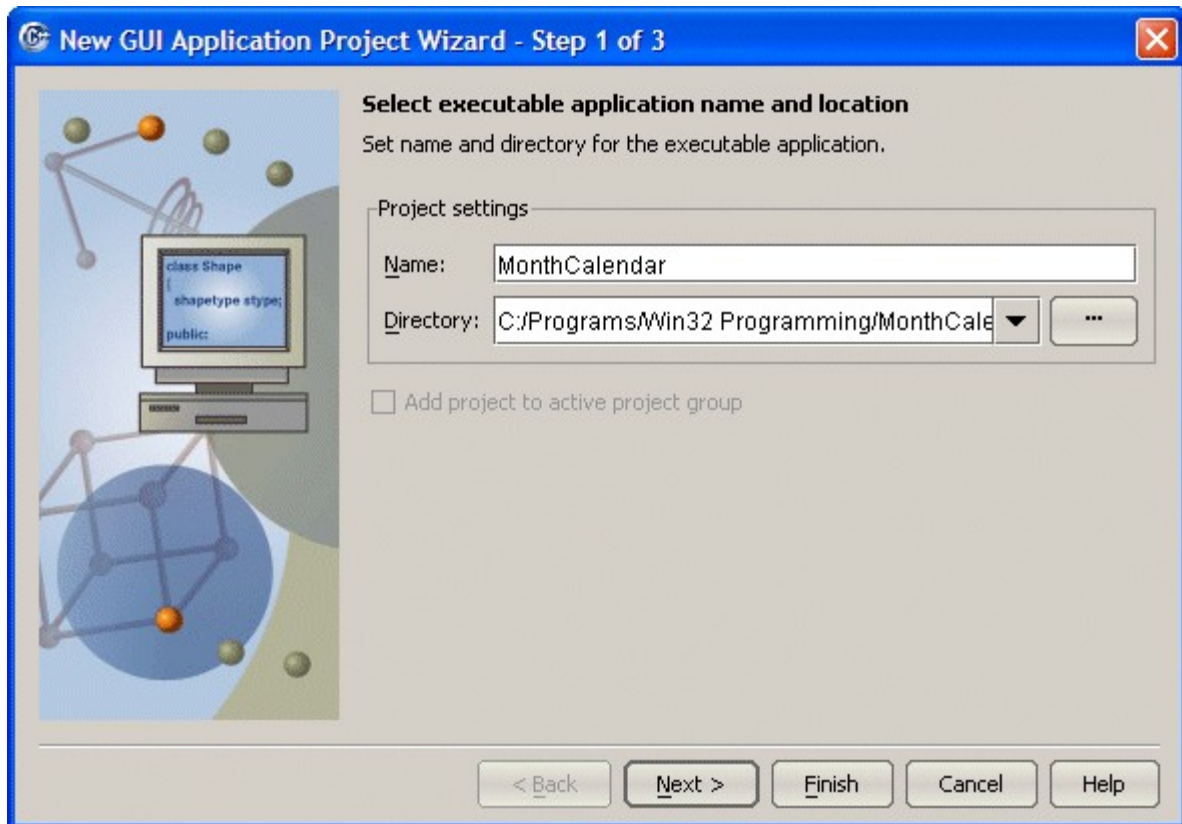 New GUI Application Project Wizard - Step 1 of 3
Select executable application name and location
Set name and directory for the executable application.
Project settings
Name: MonthCalendar
Directory: C:/Programs/Win32 Programming/MonthCale ...
Add project to active project group
class Shape
{
shapetype stype;
public:
< Back Next > Finish Cancel Help